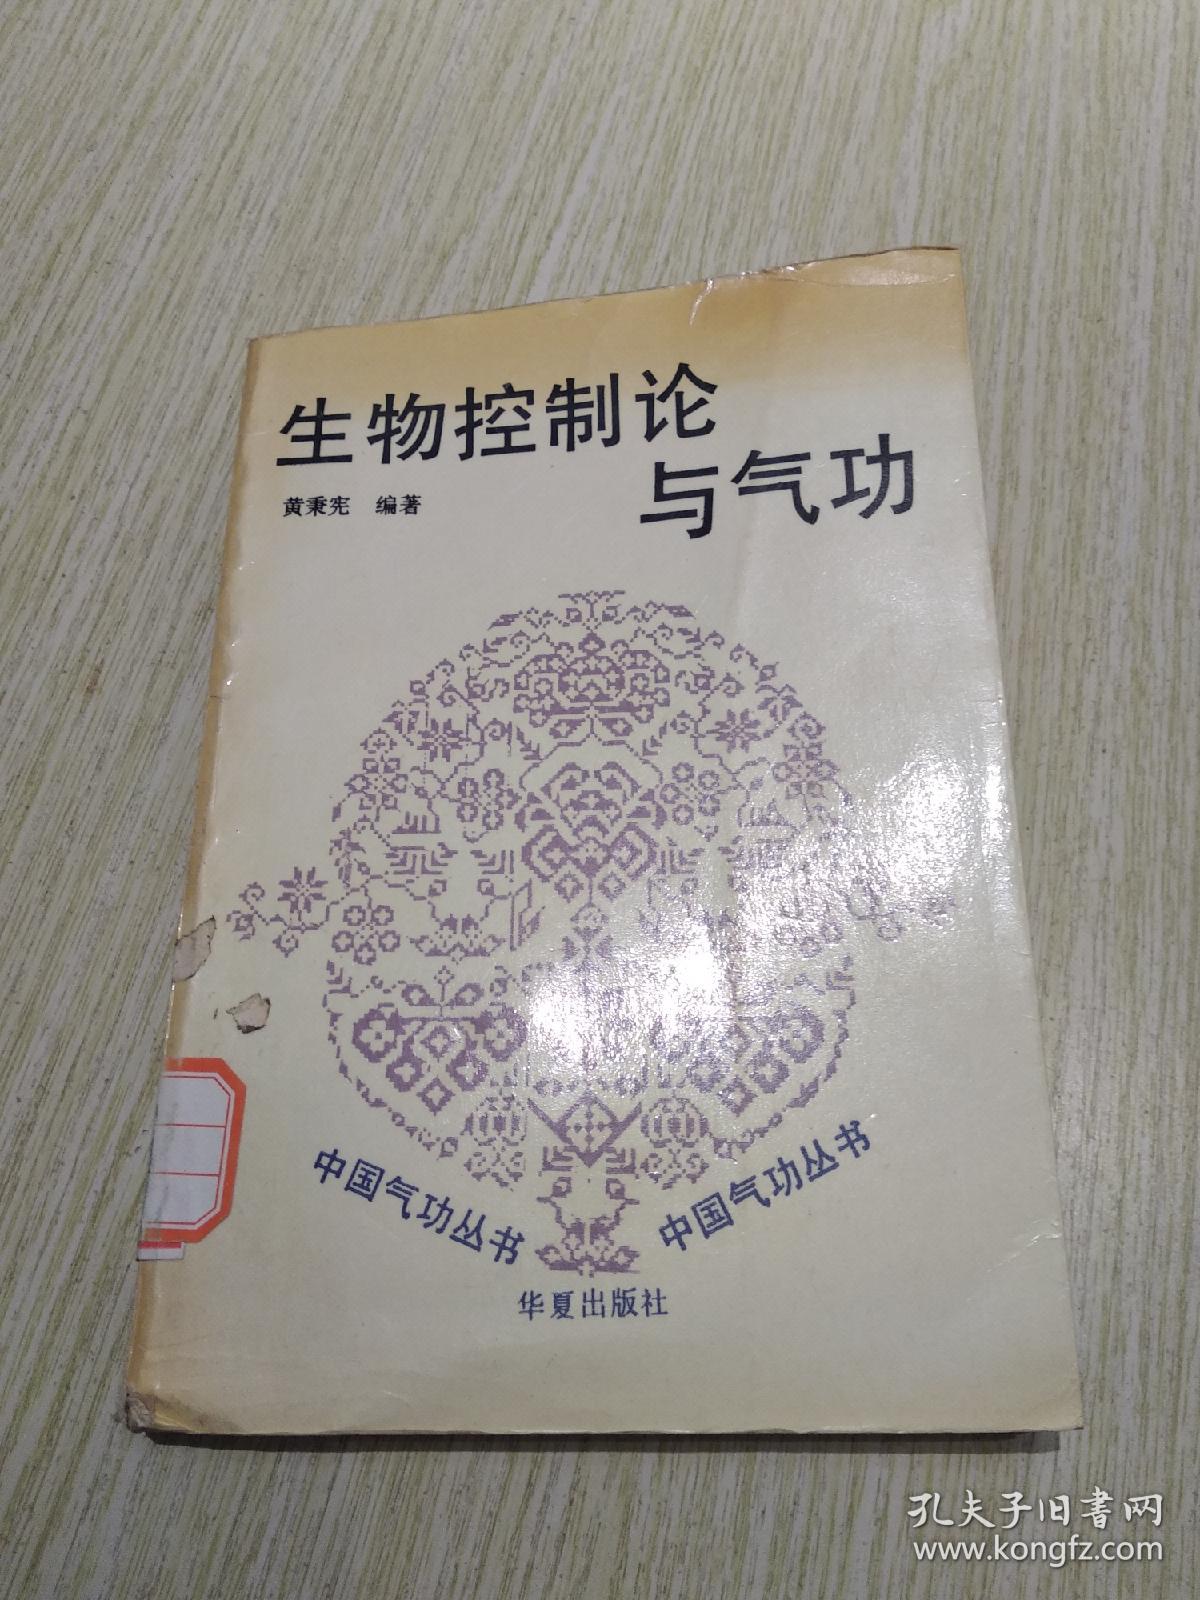 生物控制论
与气功
黄秉宪 编著
中国气功丛书
中国气功丛书
华夏出版社
孔夫子旧書网
www.kongfz.com